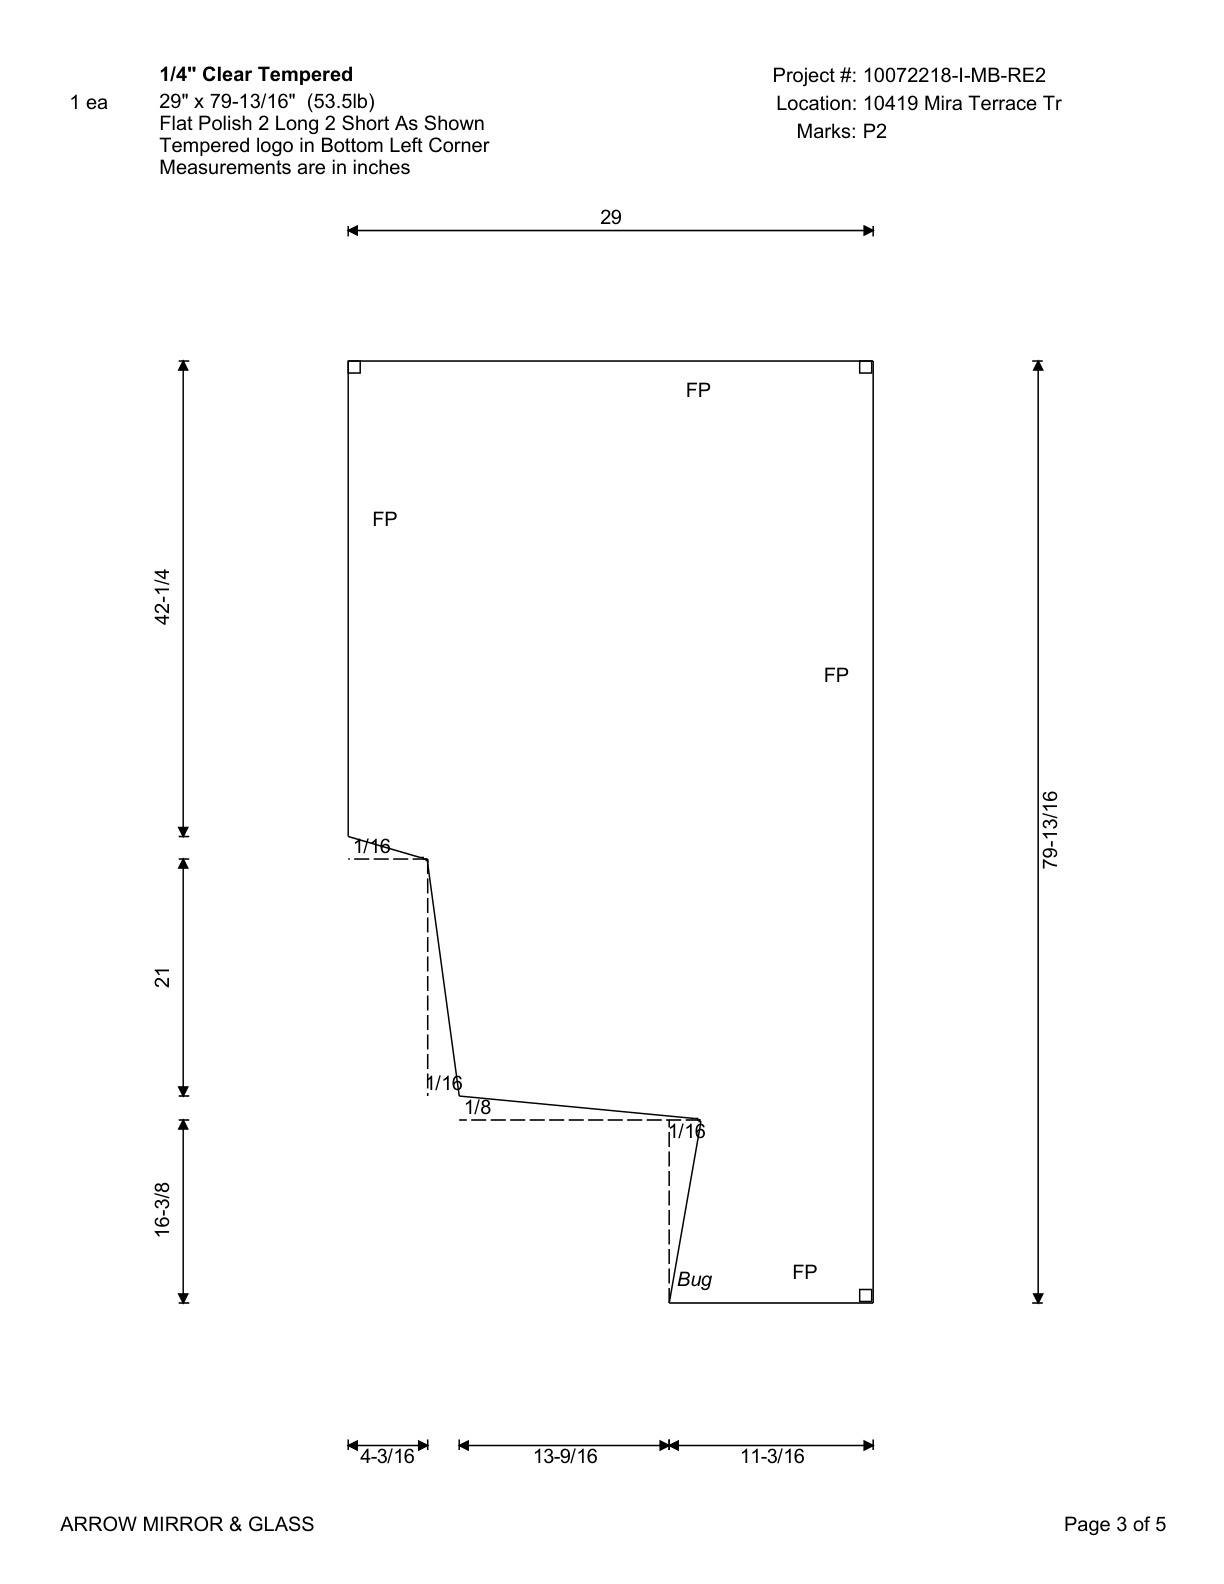 1/4" Clear Tempered
1 ea
29" x 79-13/16" (53.5lb)
Flat Polish 2 Long 2 Short As Shown
Tempered logo in Bottom Left Corner
Measurements are in inches
Project #: 10072218-I-MB-RE2
Location: 10419 Mira Terrace Tr
Marks: P2
29
FP
FP
42-1/4
FP
79-13/16
1/16
21
1/16
1/8
1/16
16-3/8
Bug
FP
4-3/16
13-9/16
11-3/16
ARROW MIRROR & GLASS
Page 3 of 5